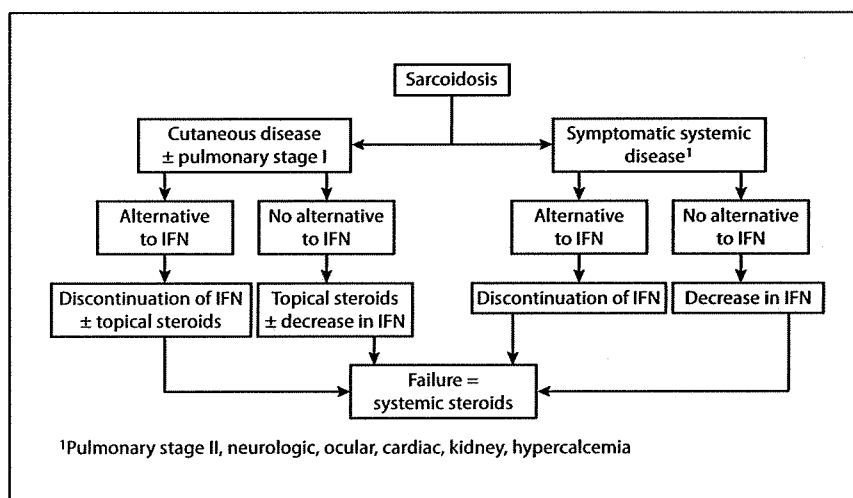 Sarcoidosis
Cutaneous disease
± pulmonary stage I
Symptomatic systemic
disease¹
Alternative
to IFN
No alternative
to IFN
Alternative
to IFN
No alternative
to IFN
Discontinuation of IFN
± topical steroids
Topical steroids
± decrease in IFN
Discontinuation of IFN
Decrease in IFN
Failure =
systemic steroids
¹Pulmonary stage II, neurologic, ocular, cardiac, kidney, hypercalcemia